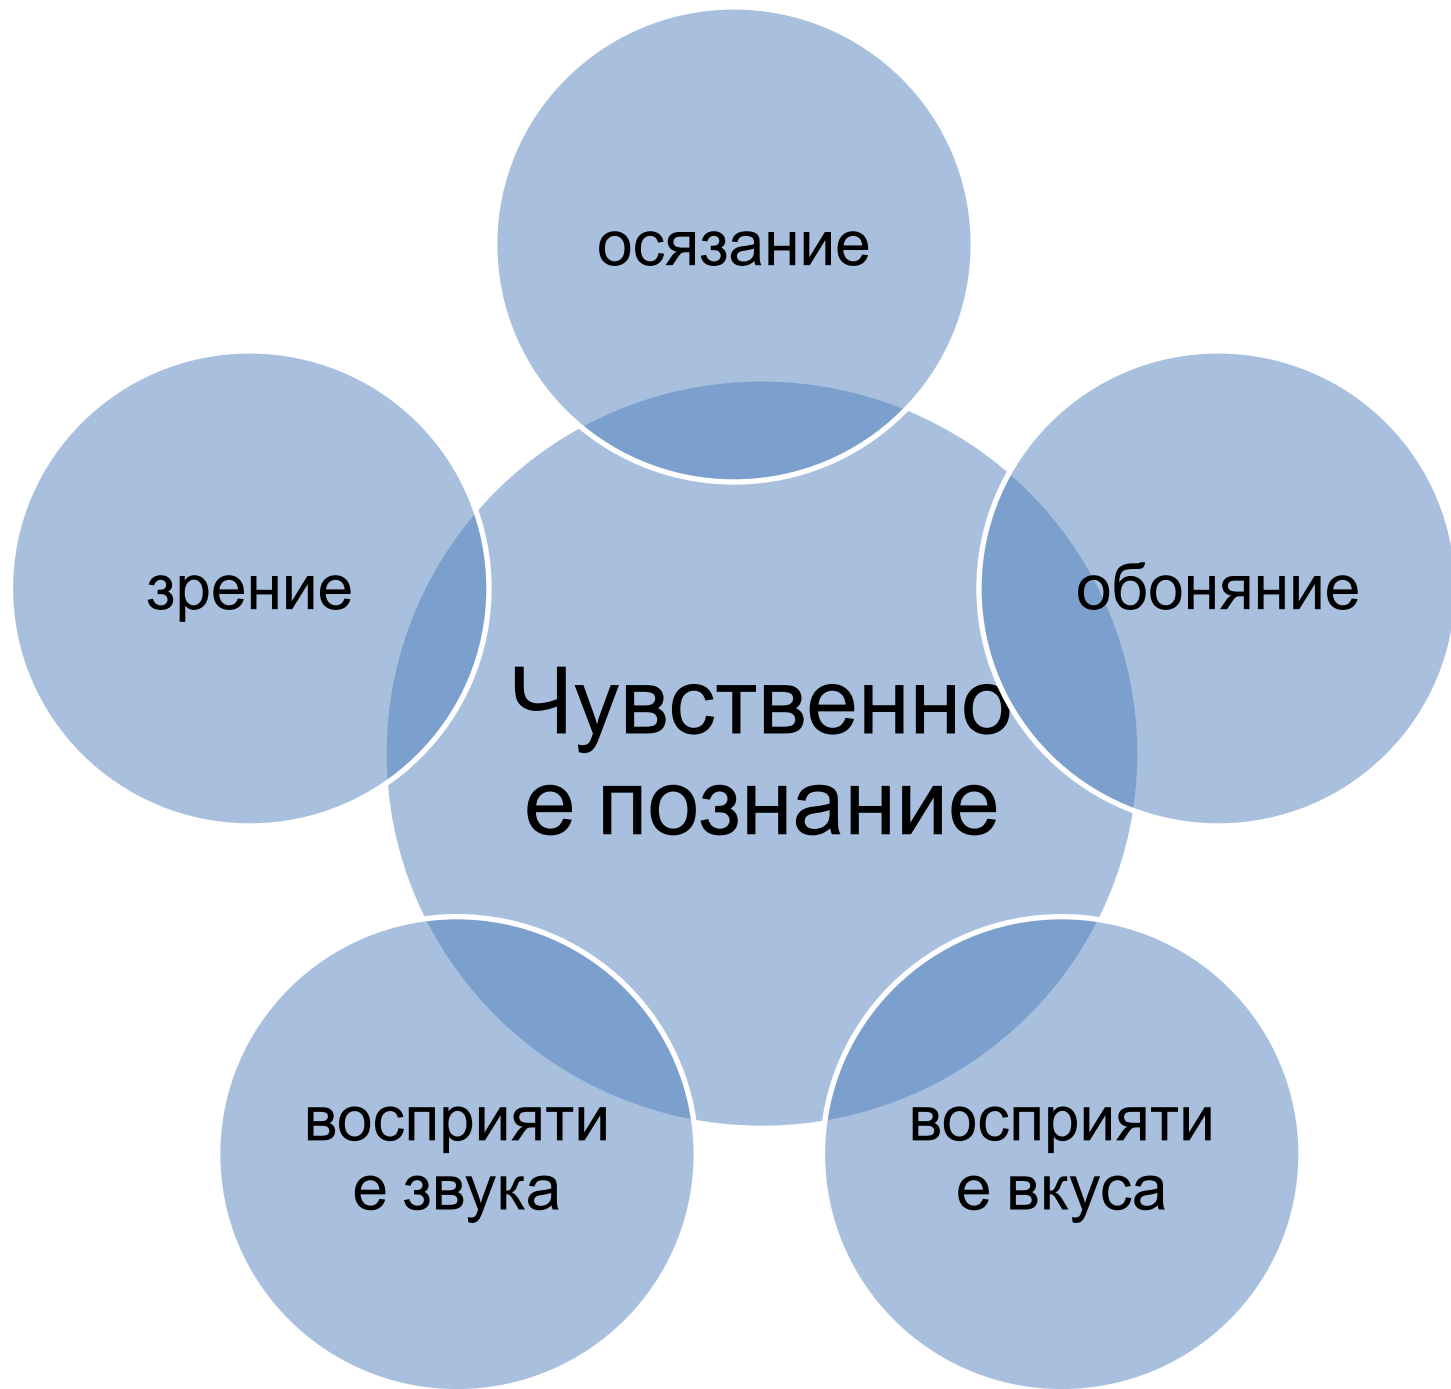 осязание
зрение
обоняние
Чувственно
е познание
восприяти
е звука
восприяти
е вкуса